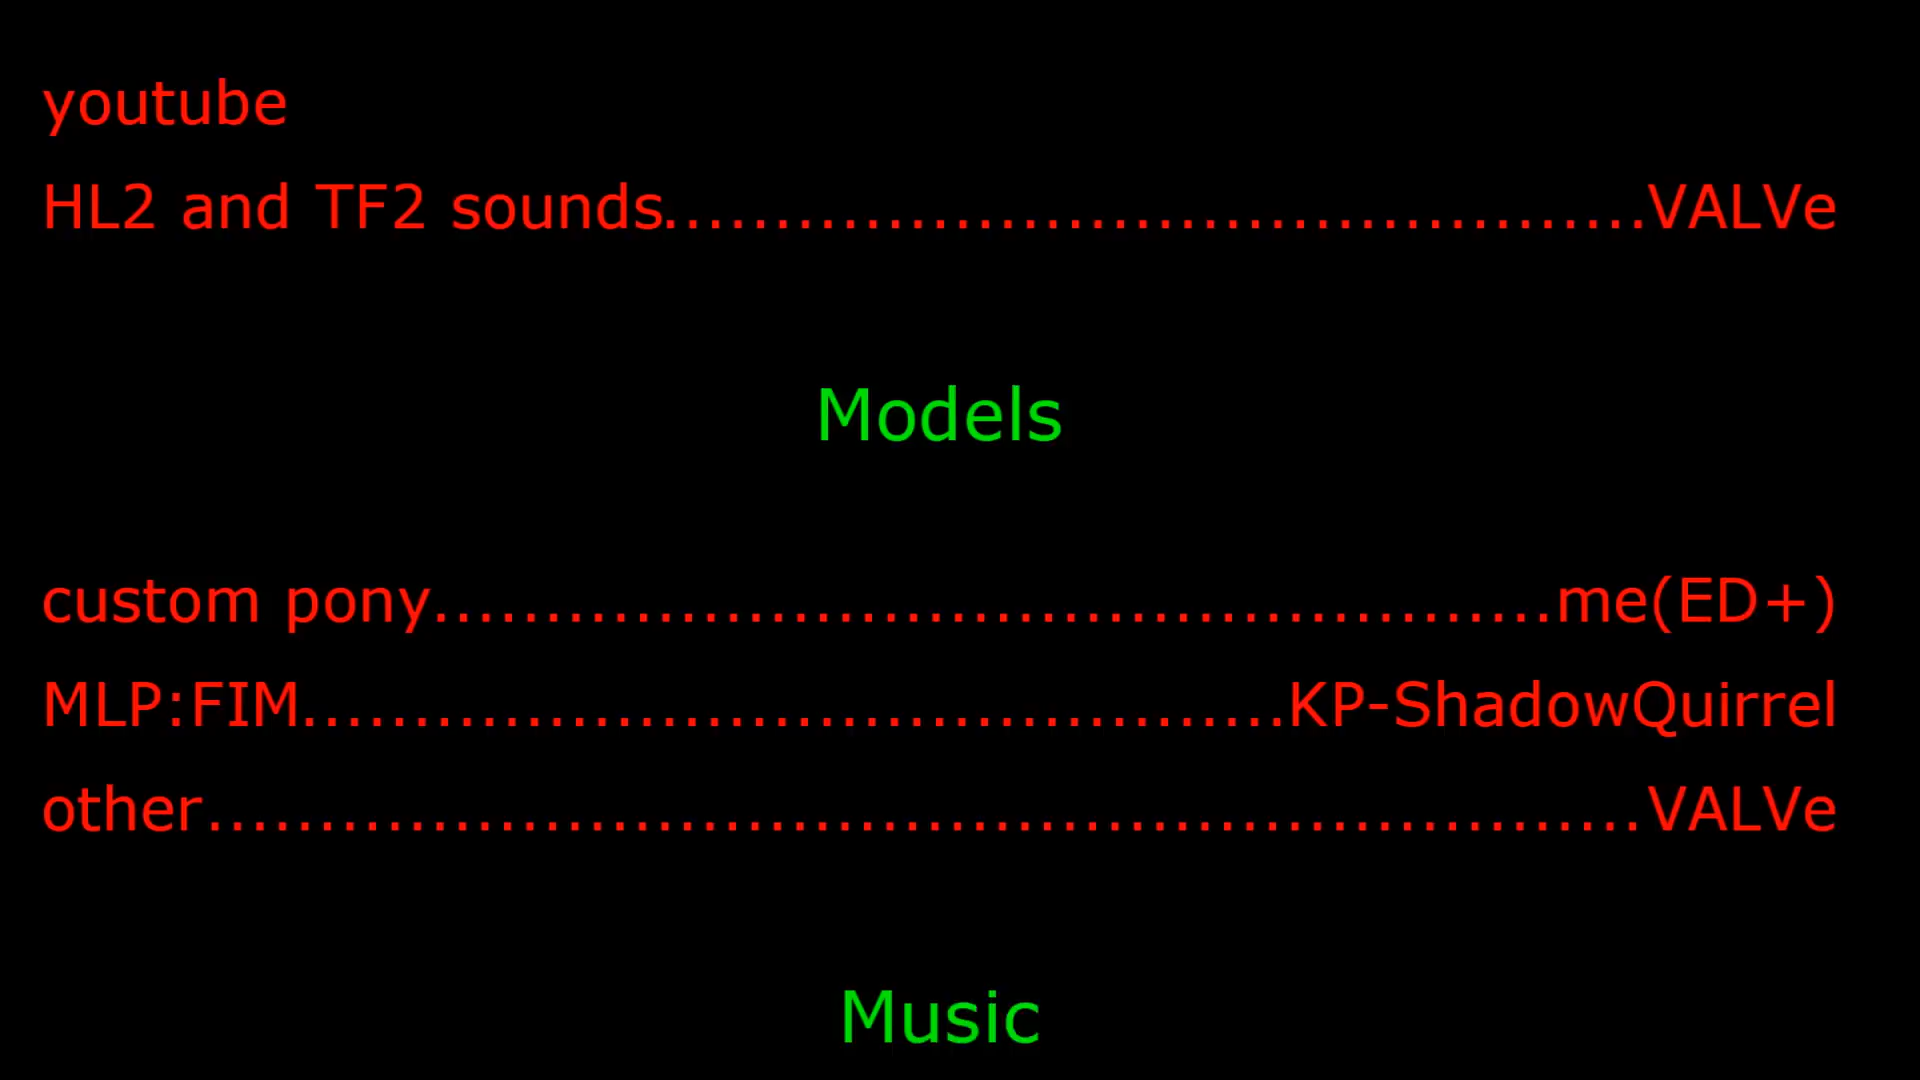 youtube
HL2 and TF2 sounds............................................VALVe
Models
custom pony..................................................me(ED+)
MLP:FIM............................................KP-ShadowQuirrel
other................................................................VALVe
Music